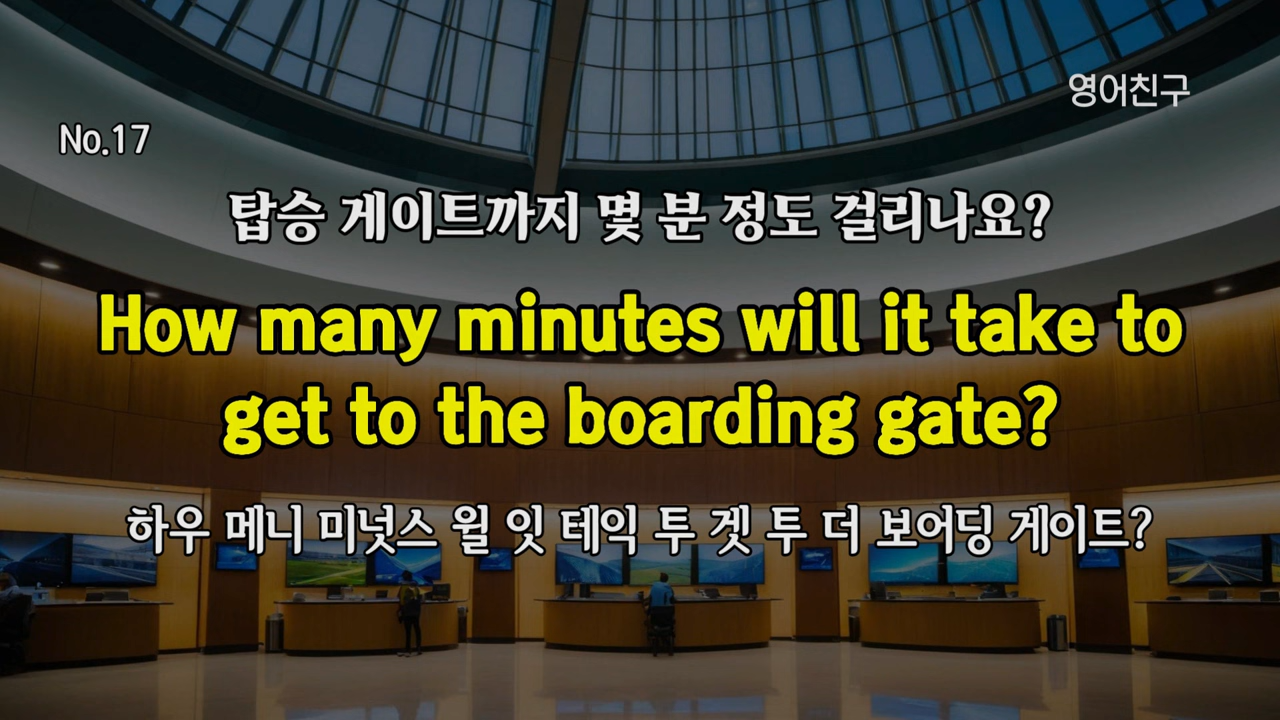 영어친구
No.17
탑승 게이트까지 몇 분 정도 걸리나요?
How many minutes will it take to
get to the boarding gate?
하우 메니 미넛스 윌 잇 테익 투 겟 투 더 보어딩 게이트?